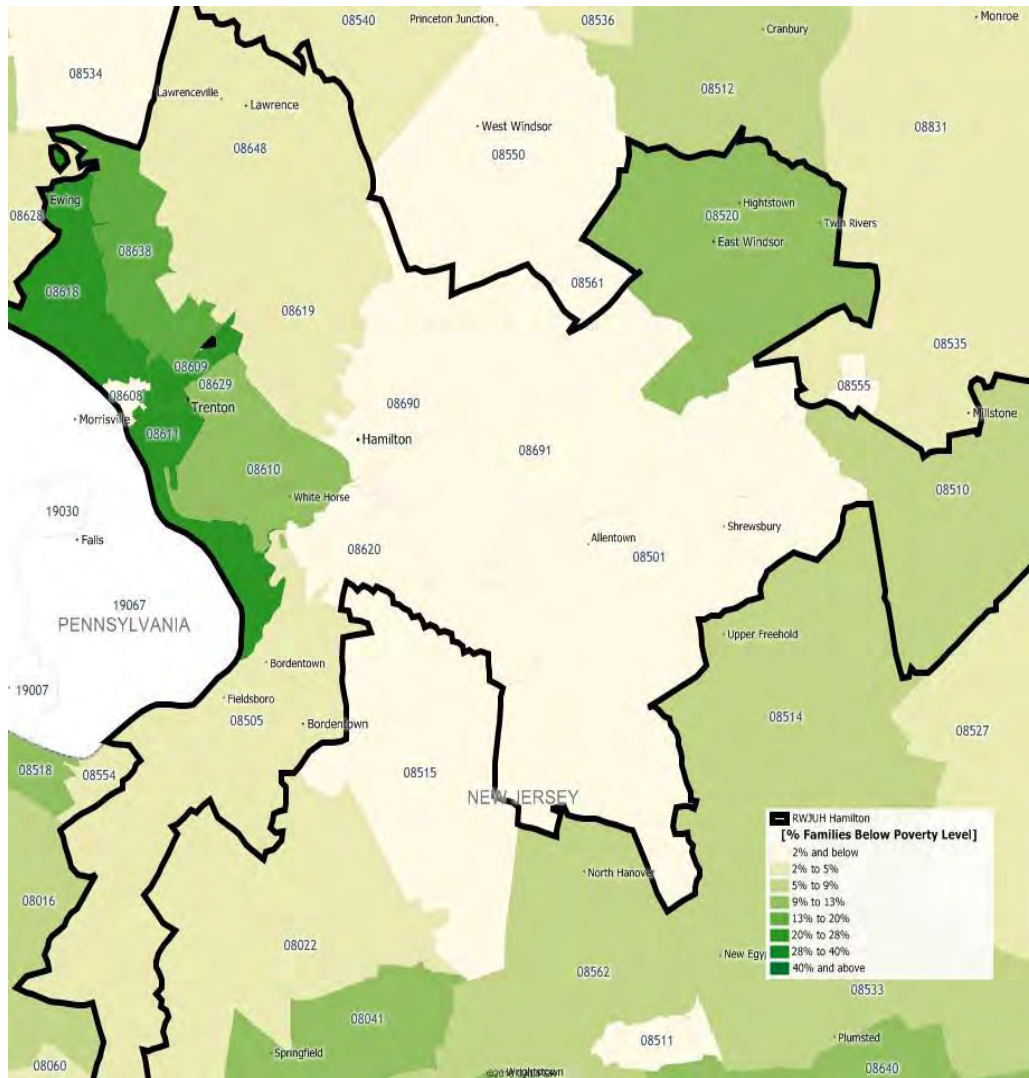 08540
Princeton Junction
08536
Monroe
Cranbury
08534
Lawrenceville
Lawrence
08512
West Windsor
08831
08648
08550
Ewing
Hightstown
08628
08520
Twin Rivers
08638
East Windsor
08618
08561
08619
08535
08609
08555
08629
08608
08690
Trenton
Morrisville
Millstone
08611
Hamilton
08691
08610
08510
White Horse
19030
Shrewsbury
Falls
Allentown
08620
08501
19067
PENNSYLVANIA
Upper Freehold
Bordentown
19007
Fieldsboro
08514
08505
Bordentown
08527
08518
08554
08515
NEW JERSEY
RWJUH Hamilton
[% Families Below Poverty Level]
2% and below
2% to 5%
5% to 9%
9% to 13%
13% to 20%
20% to 28%
28% to 40%
40% and above
North Hanover
08016
08022
New Egy
08562
08533
08041
Plumsted
08511
Springfield
08060
Wrightstown
08640